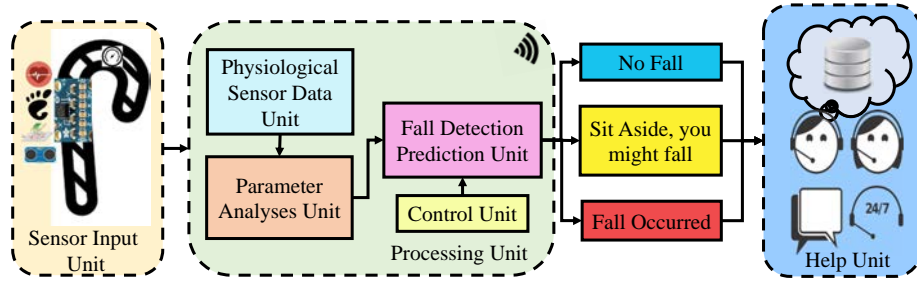 Sensor Input
Unit
Physiological
Sensor Data
Unit
Parameter
Analyses Unit
Fall Detection
Prediction Unit
Control Unit
Processing Unit
No Fall
Sit Aside, you
might fall
Fall Occurred
24/7
Help Unit